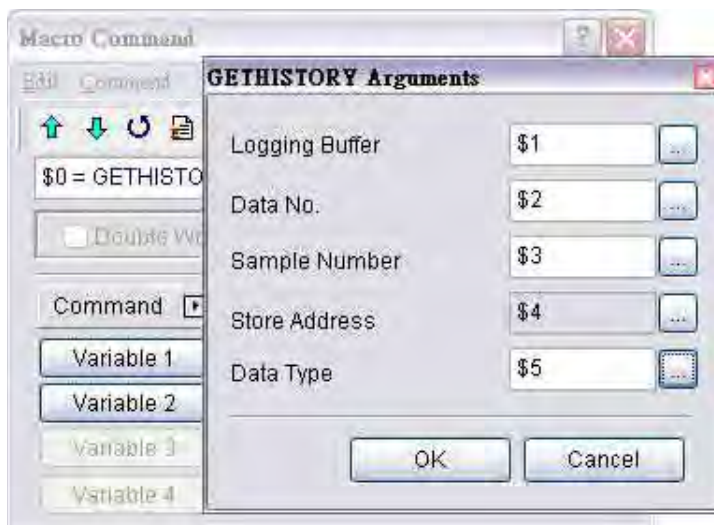 Macro Command
Edit Command
GETHISTORY Arguments
$0 = GETHISTO
Logging Buffer $1 ...
Data No. $2 ...
Sample Number $3 ...
Store Address $4 ...
Data Type $5 ...
Double Wo
Command
Variable 1
Variable 2
Variable 3
Variable 4
OK Cancel